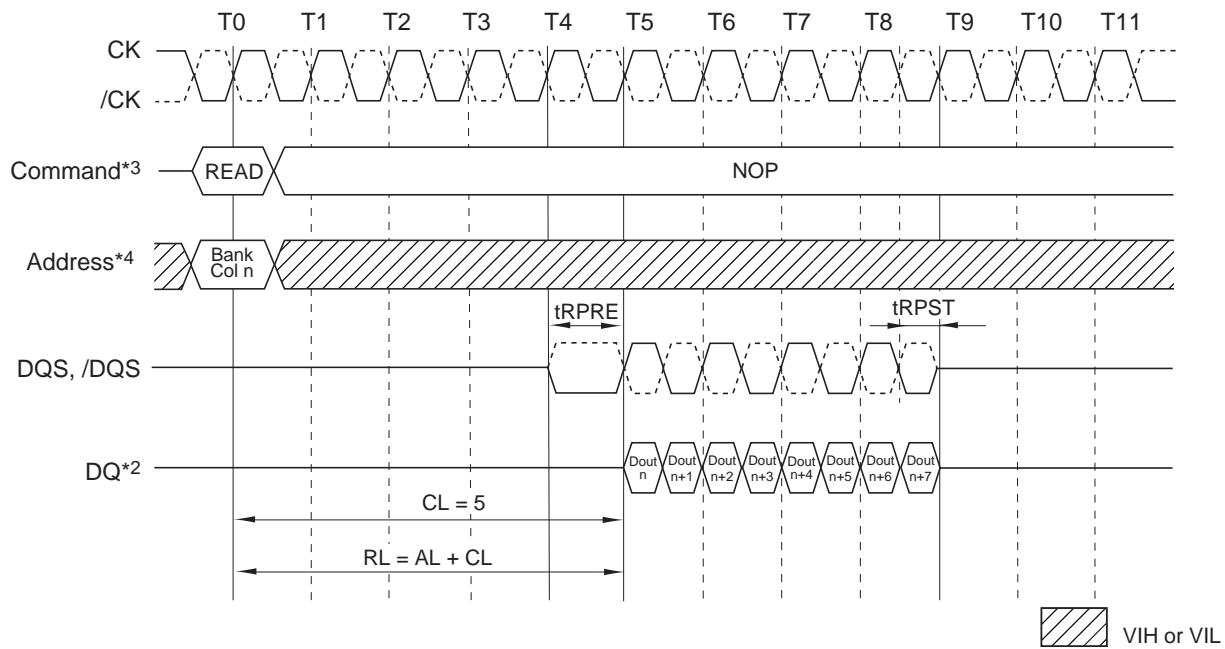 T0 T1 T2 T3 T4 T5 T6 T7 T8 T9 T10 T11
CK
/CK
Command*3 READ NOP
Address*4 Bank
Col n
tRPRE tRPST
DQS, /DQS
DQ*2 Dout Dout Dout Dout Dout Dout Dout Dout
n n+1 n+2 n+3 n+4 n+5 n+6 n+7
CL = 5
RL = AL + CL
VIH or VIL